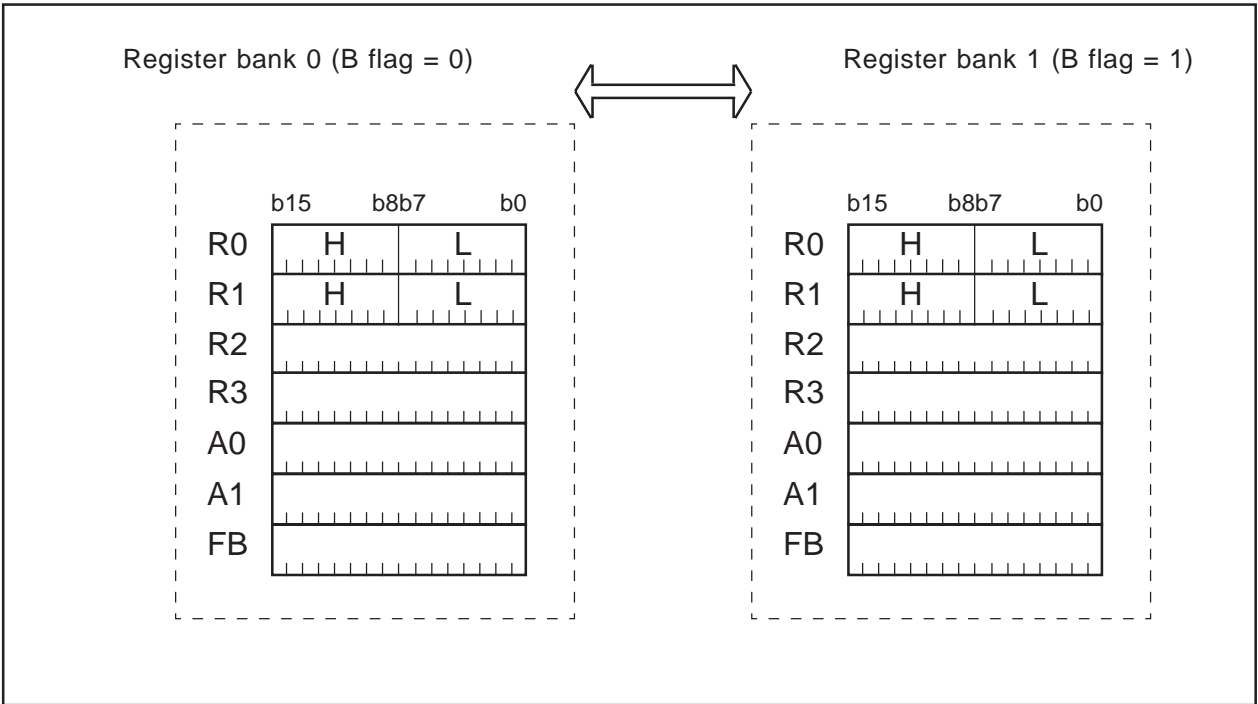 Register bank 0 (B flag = 0)
b15 b8b7 b0
R0 H L
R1 H L
R2
R3
A0
A1
FB
Register bank 1 (B flag = 1)
b15 b8b7 b0
R0 H L
R1 H L
R2
R3
A0
A1
FB